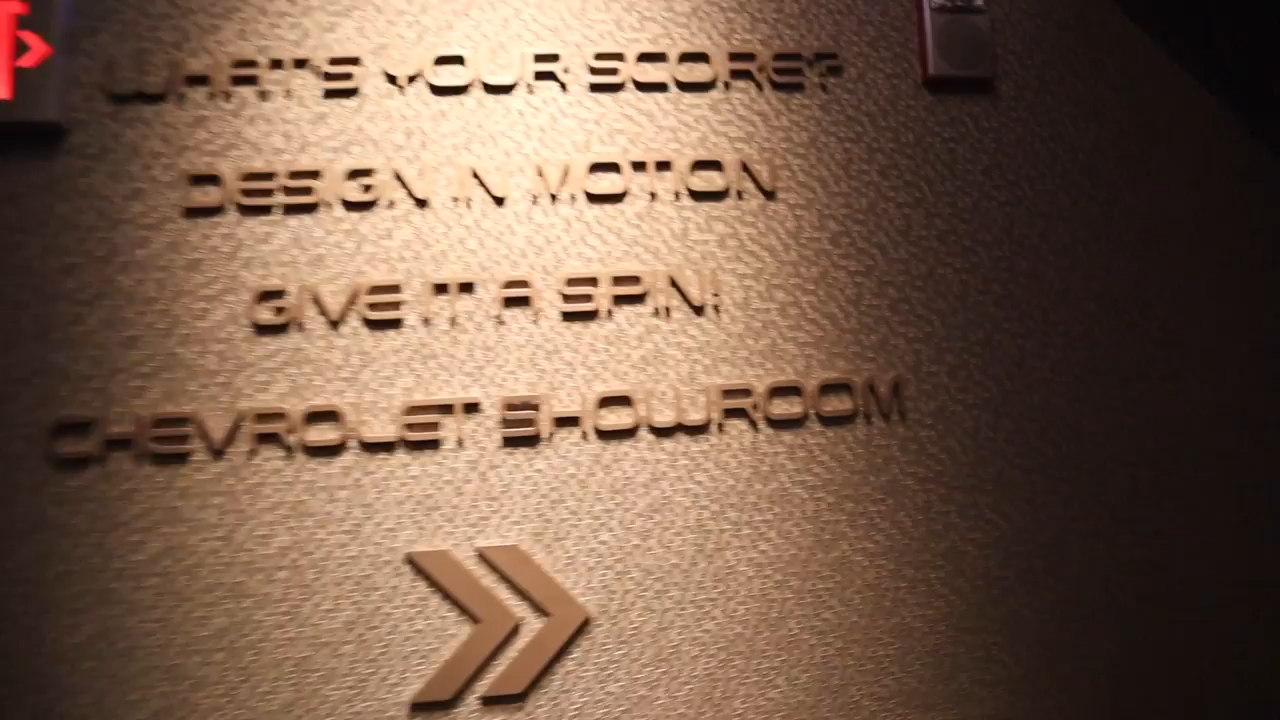 WHAT'S YOUR SCORE?
DESIGN IN MOTION
GIVE IT A SPIN!
CHEVROLET SHOWROOM